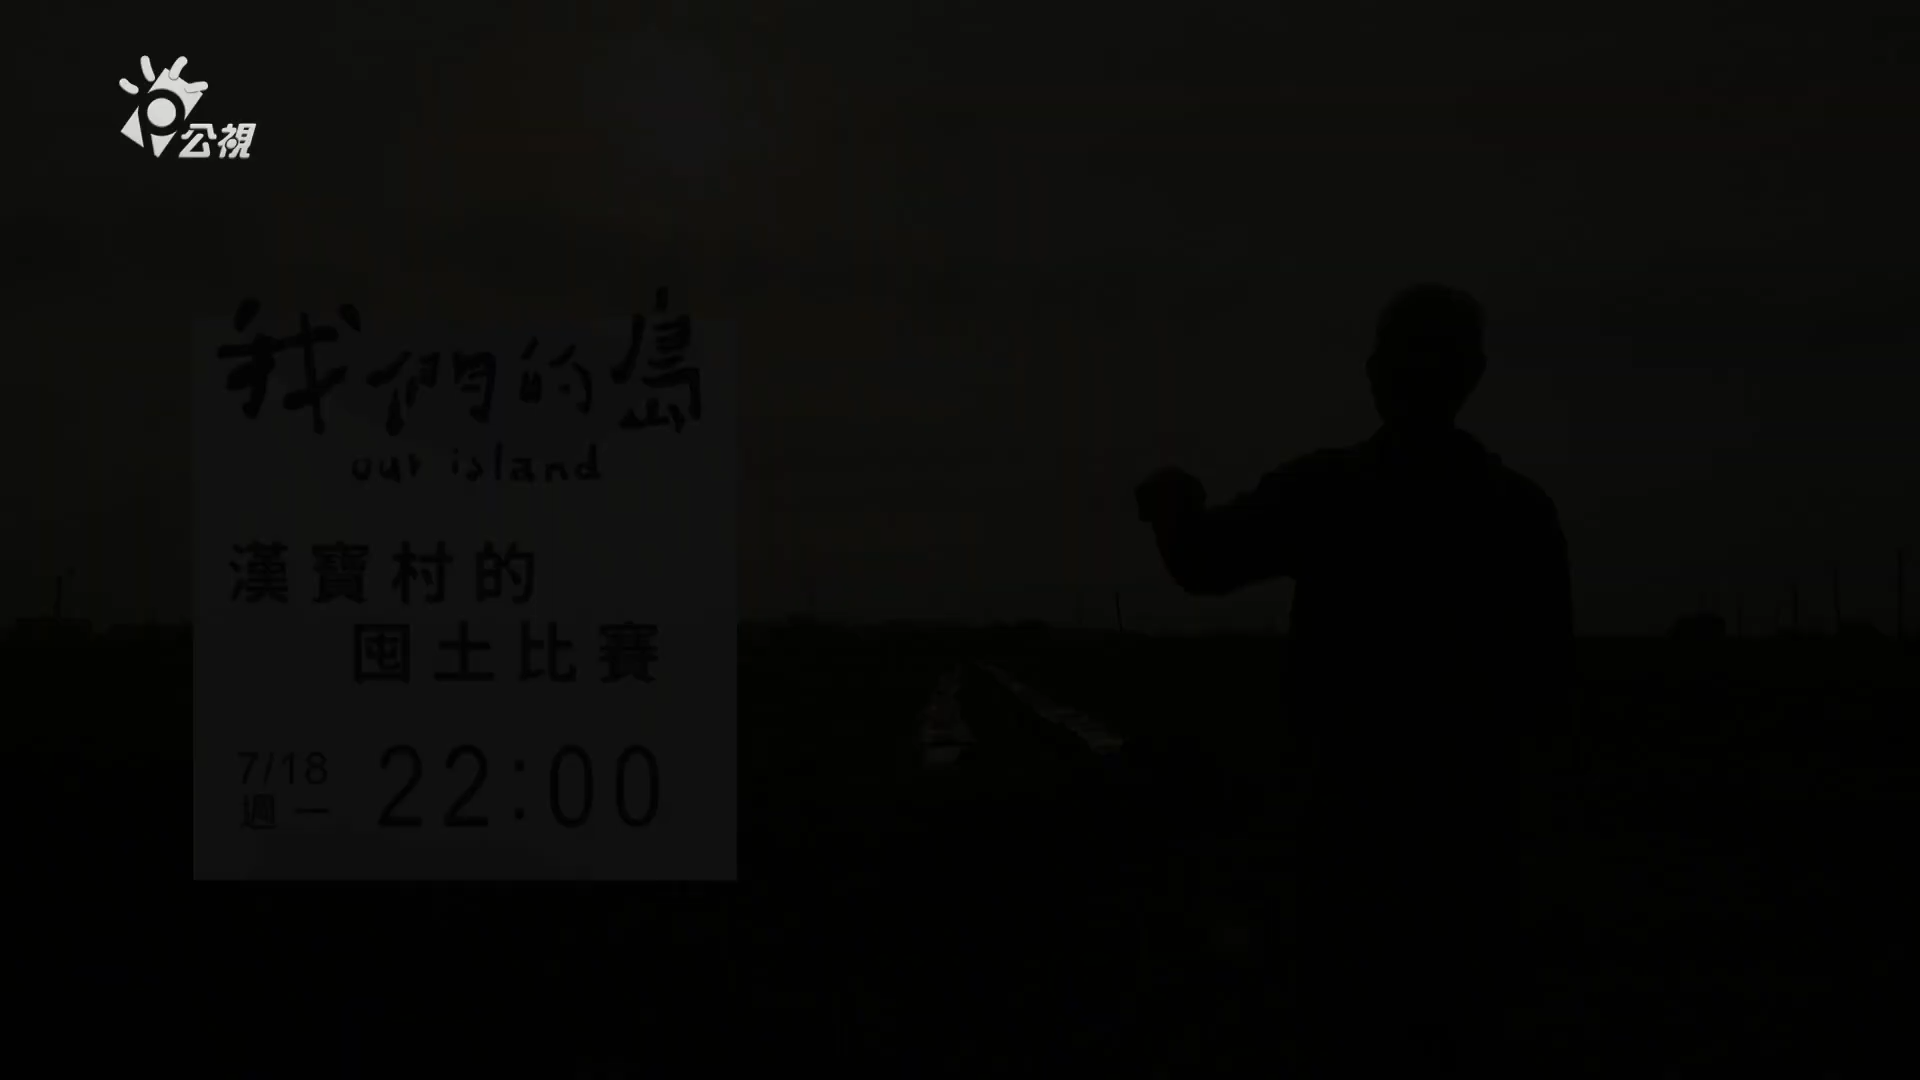 公視
我們的島
our island
漢寶村的
囤土比賽
7/18
週一
22:00